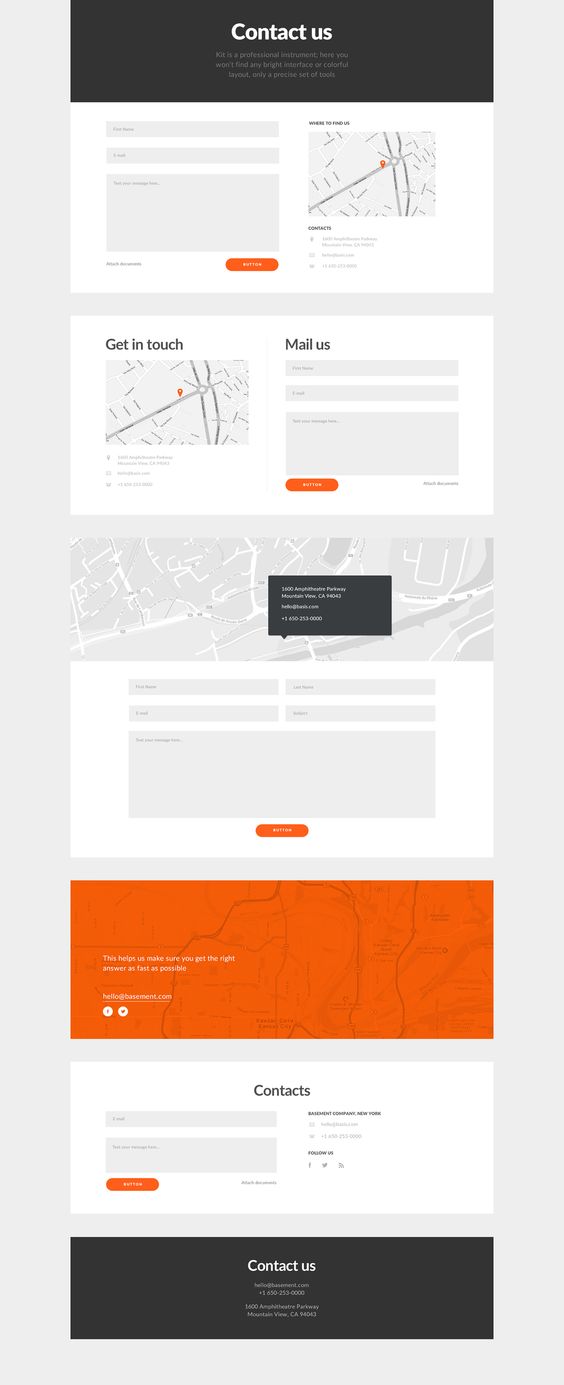 Contact us
Kit is a professional instrument; here you
won't find any bright interface or colorful
layout, only a precise set of tools
First Name
E-mail
Text your message here...
Attach documents
BUTTON
WHERE TO FIND US
CONTACTS
1600 Amphitheatre Parkway
Mountain View, CA 94043
hello@basis.com
+1 650-253-0000
Get in touch
1600 Amphitheatre Parkway
Mountain View, CA 94043
hello@basis.com
+1 650-253-0000
Mail us
First Name
E-mail
Text your message here...
BUTTON
Attach documents
1600 Amphitheatre Parkway
Mountain View, CA 94043
hello@basis.com
+1 650-253-0000
First Name
Last Name
E-mail
Subject
Text your message here...
BUTTON
This helps us make sure you get the right
answer as fast as possible
hello@basement.com
Kansas City
Contacts
E-mail
Text your message here...
BUTTON
Attach documents
BASEMENT COMPANY, NEW YORK
hello@basis.com
+1 650-253-0000
FOLLOW US
Contact us
hello@basement.com
+1 650-253-0000
1600 Amphitheatre Parkway
Mountain View, CA 94043